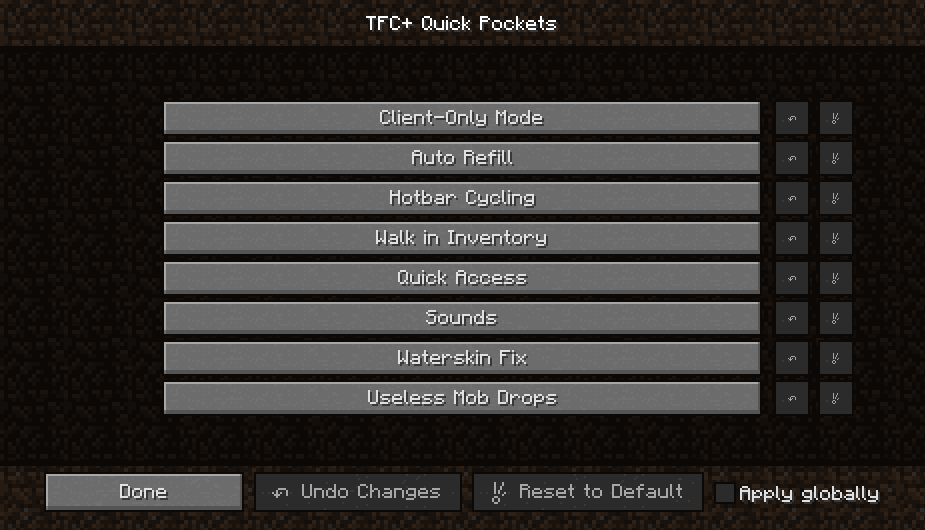 TFC+ Quick Pockets
Client-Only Mode
Auto Refill
Hotbar Cycling
Walk in Inventory
Quick Access
Sounds
Waterskin Fix
Useless Mob Drops
Done
Undo Changes
Reset to Default
Apply globally